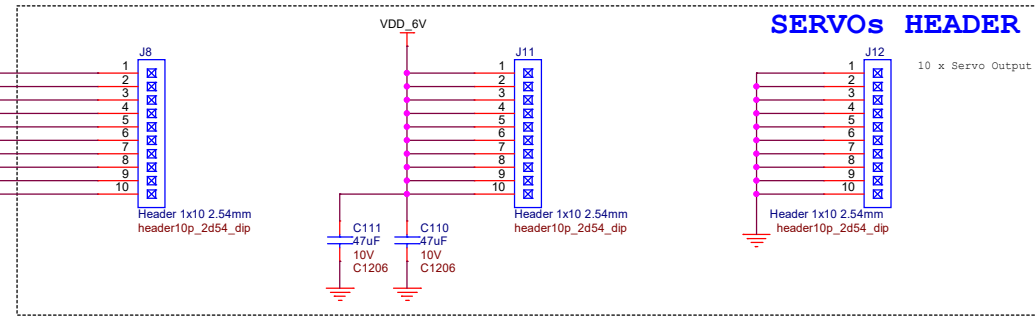 SERVOs HEADER
10 x Servo Output
J8
1
2
3
4
5
6
7
8
9
10
Header 1x10 2.54mm
header10p_2d54_dip
VDD_6V
J11
1
2
3
4
5
6
7
8
9
10
Header 1x10 2.54mm
header10p_2d54_dip
C111
47uF
10V
C1206
C110
47uF
10V
C1206
J12
1
2
3
4
5
6
7
8
9
10
Header 1x10 2.54mm
header10p_2d54_dip